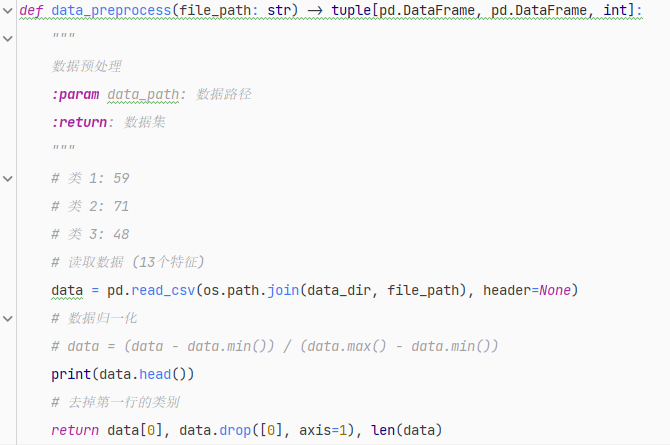 def data_preprocess(file_path: str) -> tuple[pd.DataFrame, pd.DataFrame, int]:
"""
数据预处理
:param data_path: 数据路径
:return: 数据集
"""
# 类 1: 59
# 类 2: 71
# 类 3: 48
# 读取数据 (13个特征)
data = pd.read_csv(os.path.join(data_dir, file_path), header=None)
# 数据归一化
# data = (data - data.min()) / (data.max() - data.min())
print(data.head())
# 去掉第一行的类别
return data[0], data.drop([0], axis=1), len(data)